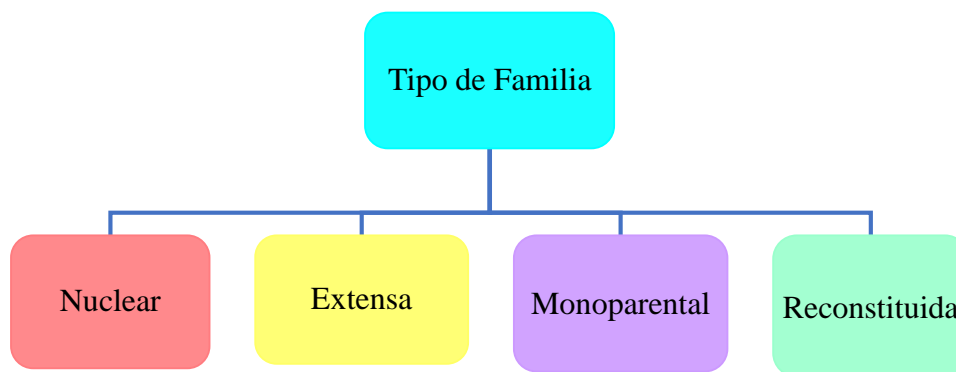 Tipo de Familia
Nuclear
Extensa
Monoparental
Reconstituida